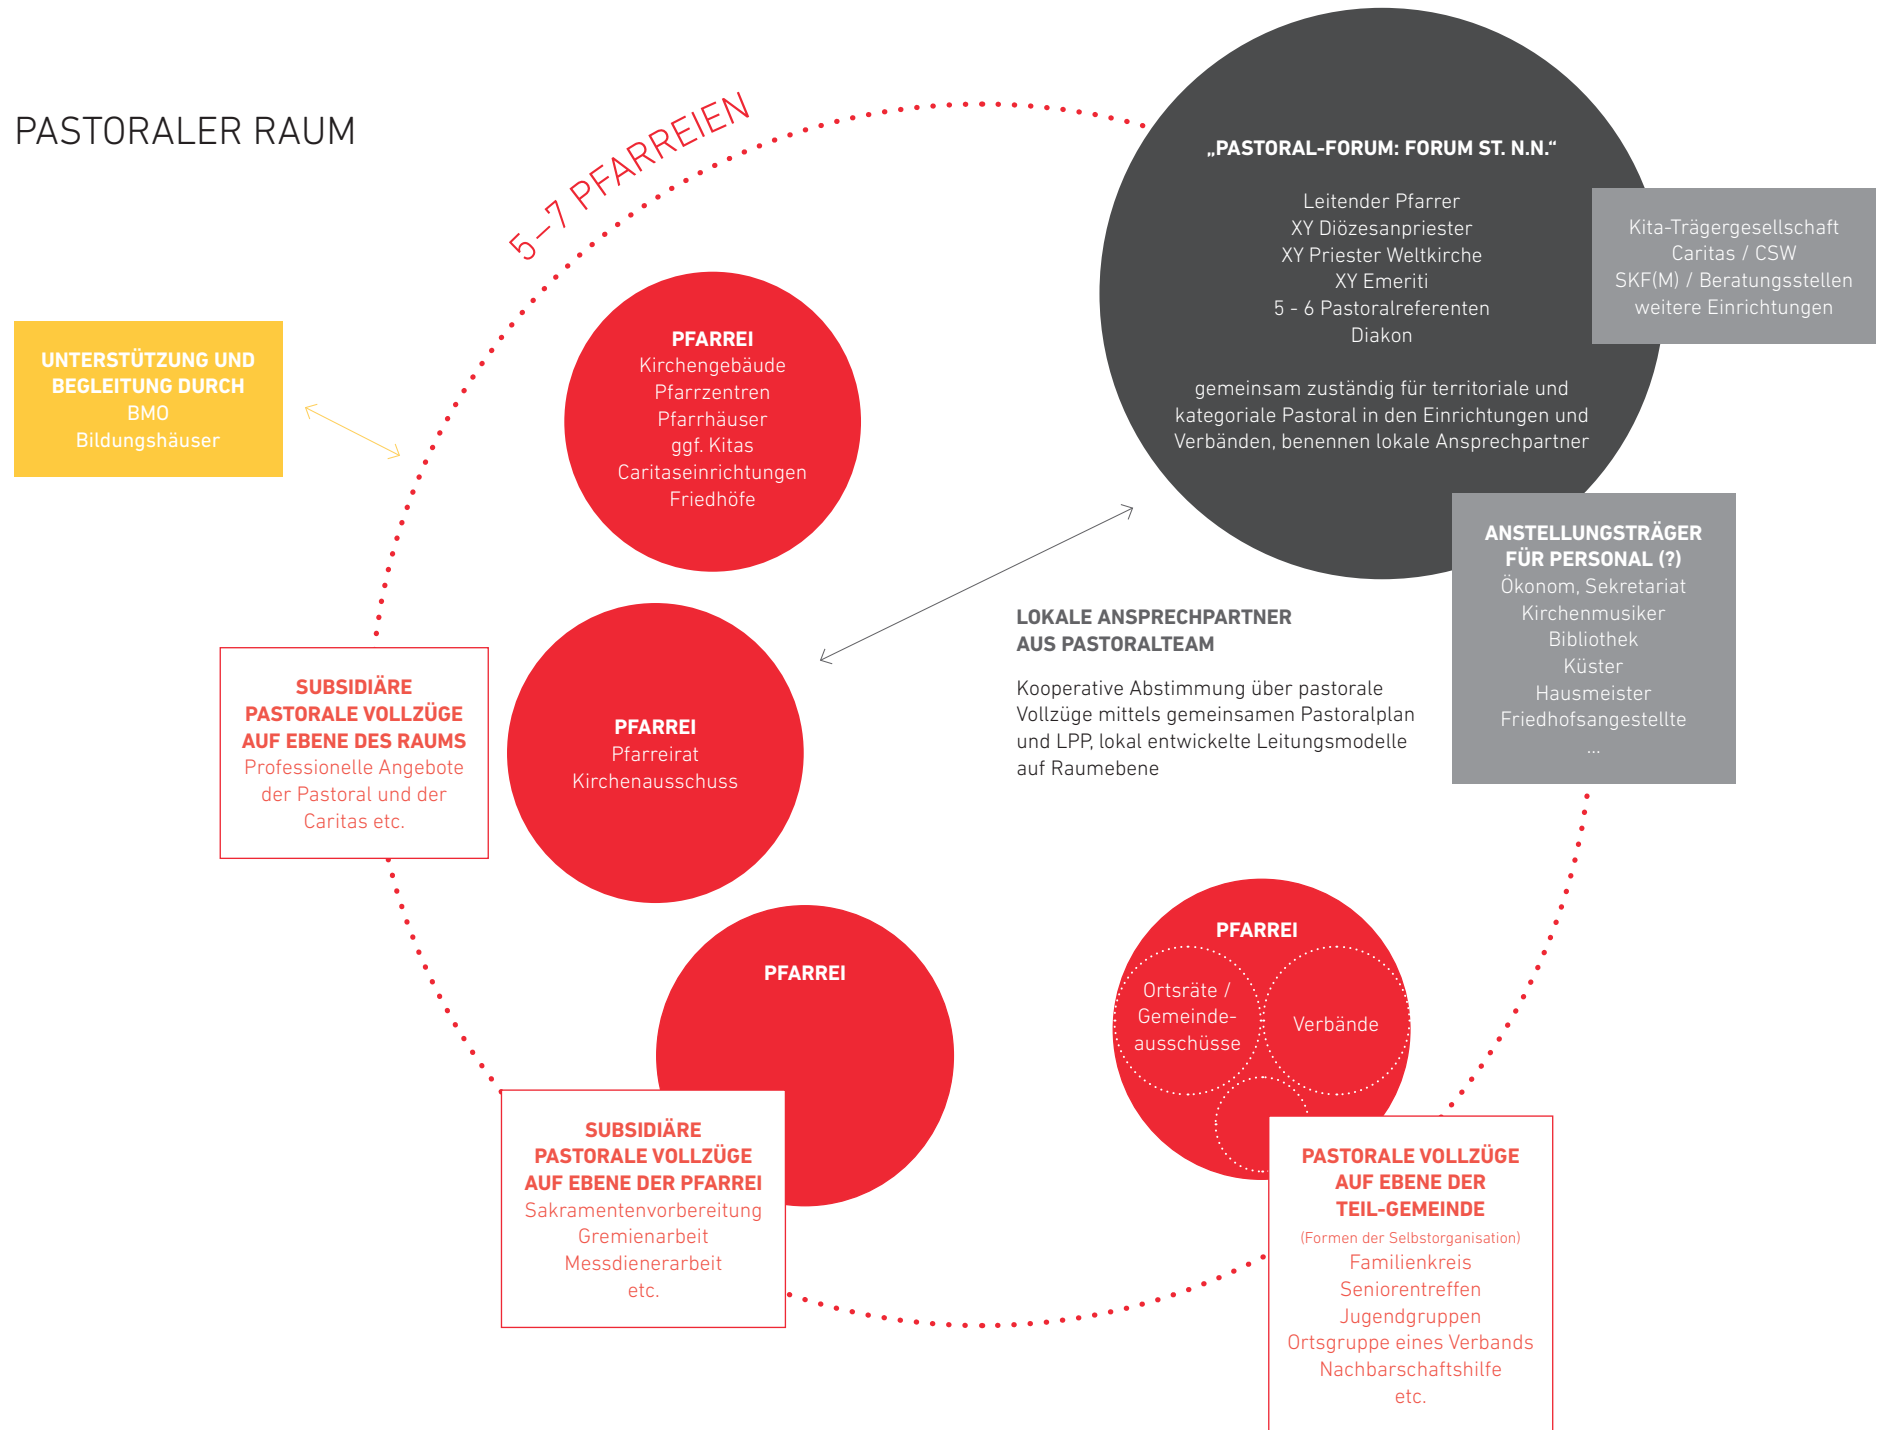 PASTORALER RAUM
5–7 PFARREIEN
„PASTORAL-FORUM: FORUM ST. N.N.“
Leitender Pfarrer
XY Diözesanpriester
XY Priester Weltkirche
XY Emeriti
5 - 6 Pastoralreferenten
Diakon
gemeinsam zuständig für territoriale und
kategoriale Pastoral in den Einrichtungen und
Verbänden, benennen lokale Ansprechpartner
Kita-Trägergesellschaft
Caritas / CSW
SKF(M) / Beratungsstellen
weitere Einrichtungen
UNTERSTÜTZUNG UND
BEGLEITUNG DURCH
BMO
Bildungshäuser
PFARREI
Kirchengebäude
Pfarrzentren
Pfarrhäuser
ggf. Kitas
Caritaseinrichtungen
Friedhöfe
ANSTELLUNGSTRÄGER
FÜR PERSONAL (?)
Ökonom, Sekretariat
Kirchenmusiker
Bibliothek
Küster
Hausmeister
Friedhofsangestellte
...
LOKALE ANSPRECHPARTNER
AUS PASTORALTEAM
Kooperative Abstimmung über pastorale
Vollzüge mittels gemeinsamen Pastoralplan
und LPP, lokal entwickelte Leitungsmodelle
auf Raumebene
SUBSIDIÄRE
PASTORALE VOLLZÜGE
AUF EBENE DES RAUMS
Professionelle Angebote
der Pastoral und der
Caritas etc.
PFARREI
Pfarreirat
Kirchenausschuss
PFARREI
SUBSIDIÄRE
PASTORALE VOLLZÜGE
AUF EBENE DER PFARREI
Sakramentenvorbereitung
Gremienarbeit
Messdienerarbeit
etc.
PFARREI
Ortsräte /
Gemeinde-
ausschüsse
Verbände
PASTORALE VOLLZÜGE
AUF EBENE DER
TEIL-GEMEINDE
(Formen der Selbstorganisation)
Familienkreis
Seniorentreffen
Jugendgruppen
Ortsgruppe eines Verbands
Nachbarschaftshilfe
etc.